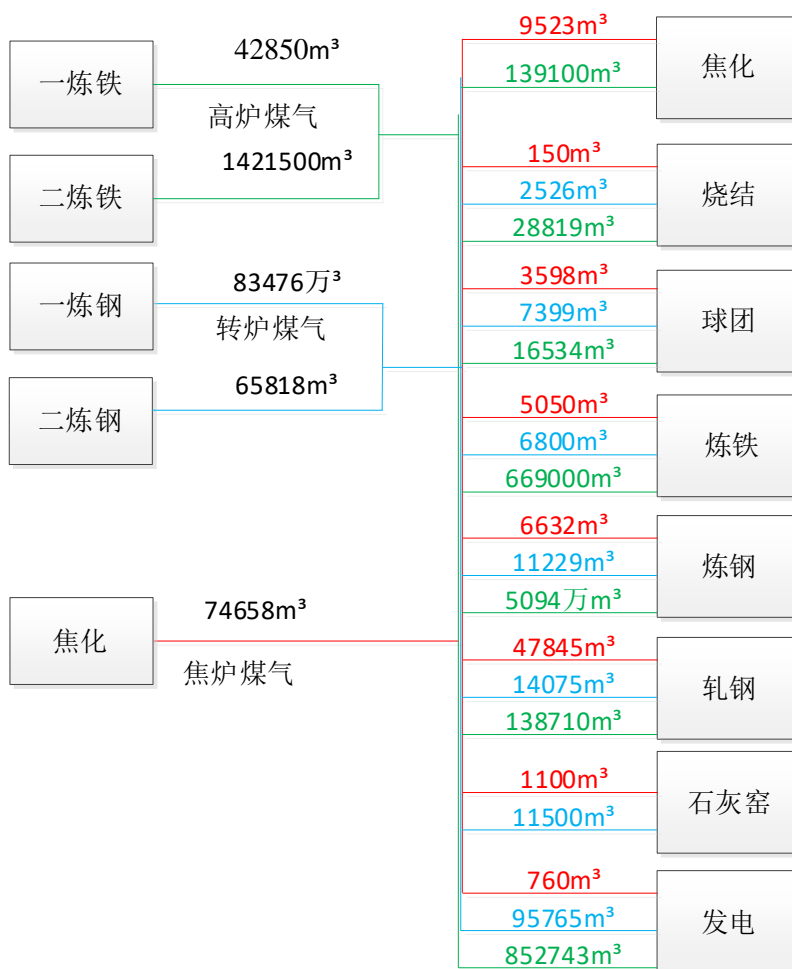 一炼铁
42850m³
高炉煤气
二炼铁
1421500m³
一炼钢
83476万³
转炉煤气
二炼钢
65818m³
焦化
74658m³
焦炉煤气
9523m³
139100m³
焦化
150m³
2526m³
28819m³
烧结
3598m³
7399m³
16534m³
球团
5050m³
6800m³
669000m³
炼铁
6632m³
11229m³
5094万m³
炼钢
47845m³
14075m³
138710m³
轧钢
1100m³
11500m³
石灰窑
760m³
95765m³
852743m³
发电